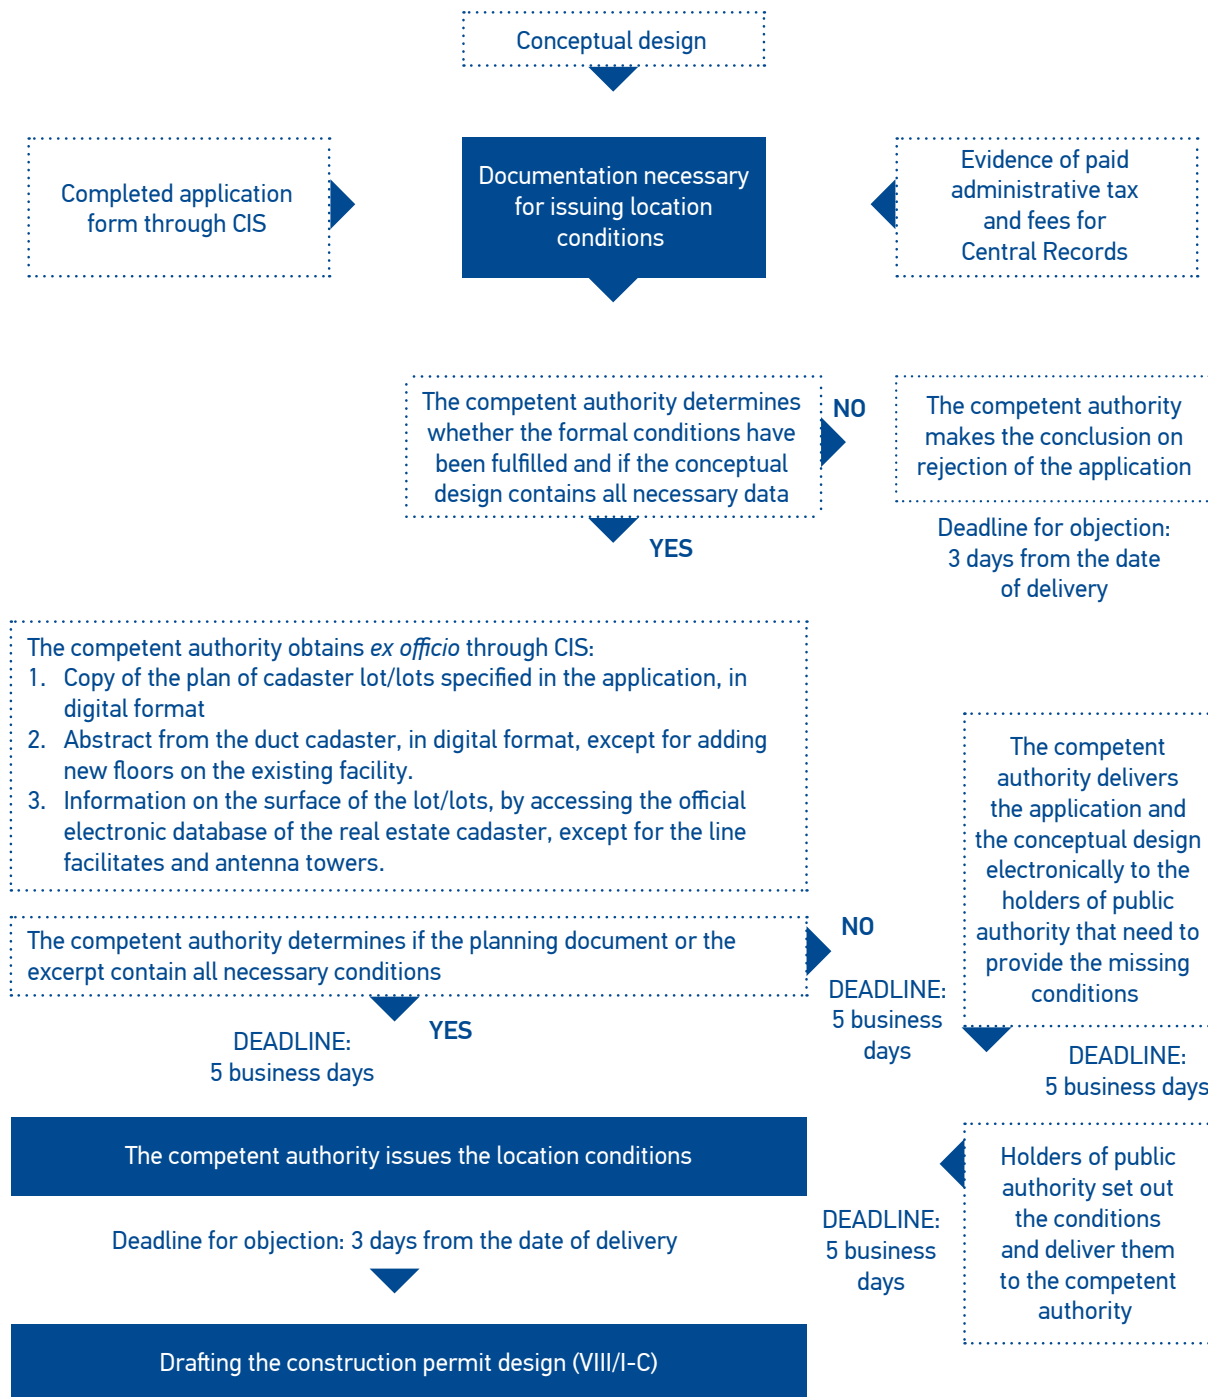 Conceptual design
Completed application
form through CIS
Documentation necessary
for issuing location
conditions
Evidence of paid
administrative tax
and fees for
Central Records
The competent authority determines
whether the formal conditions have
been fulfilled and if the conceptual
design contains all necessary data
NO
The competent authority
makes the conclusion on
rejection of the application
Deadline for objection:
3 days from the date
of delivery
YES
The competent authority obtains ex officio through CIS:
1. Copy of the plan of cadaster lot/lots specified in the application, in
digital format
2. Abstract from the duct cadaster, in digital format, except for adding
new floors on the existing facility.
3. Information on the surface of the lot/lots, by accessing the official
electronic database of the real estate cadaster, except for the line
facilitates and antenna towers.
The competent authority determines if the planning document or the
excerpt contain all necessary conditions
NO
DEADLINE:
5 business
days
The competent
authority delivers
the application and
the conceptual design
electronically to the
holders of public
authority that need to
provide the missing
conditions
YES
DEADLINE:
5 business days
DEADLINE:
5 business days
The competent authority issues the location conditions
DEADLINE:
5 business
days
Holders of public
authority set out
the conditions
and deliver them
to the competent
authority
Deadline for objection: 3 days from the date of delivery
Drafting the construction permit design (VIII/I-C)